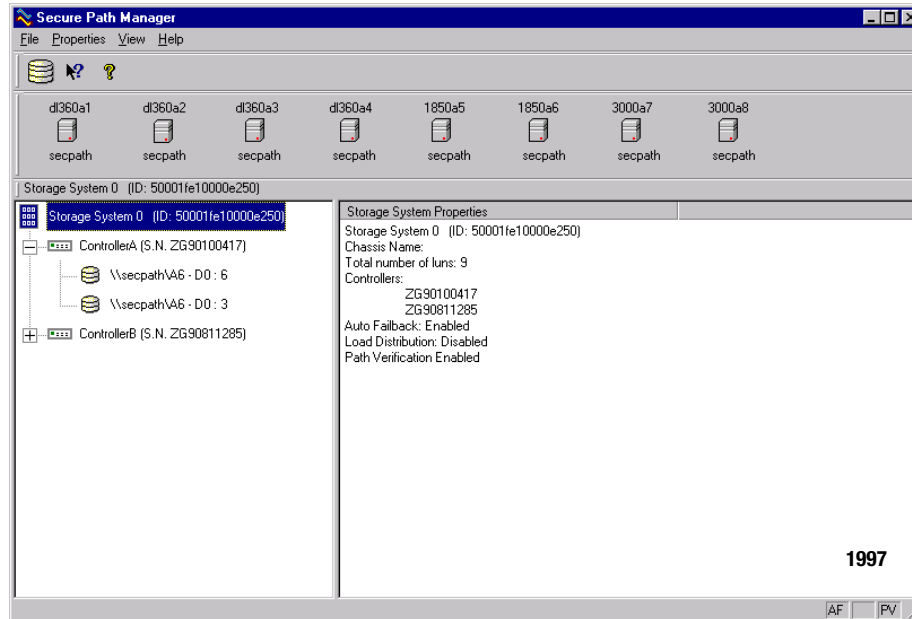 Secure Path Manager
File Properties View Help
dl360a1 dl360a2 dl360a3 dl360a4 1850a5 1850a6 3000a7 3000a8
secpath secpath secpath secpath secpath secpath secpath secpath
Storage System 0 (ID: 50001fe10000e250)
Storage System 0 (ID: 50001fe10000e250)
ControllerA (S.N. ZG90100417)
\\secpath\A6 - D0 : 6
\\secpath\A6 - D0 : 3
ControllerB (S.N. ZG90811285)
Storage System Properties
Storage System 0 (ID: 50001fe10000e250)
Chassis Name:
Total number of luns: 9
Controllers:
ZG90100417
ZG90811285
Auto Failback: Enabled
Load Distribution: Disabled
Path Verification Enabled
1997
AF PV